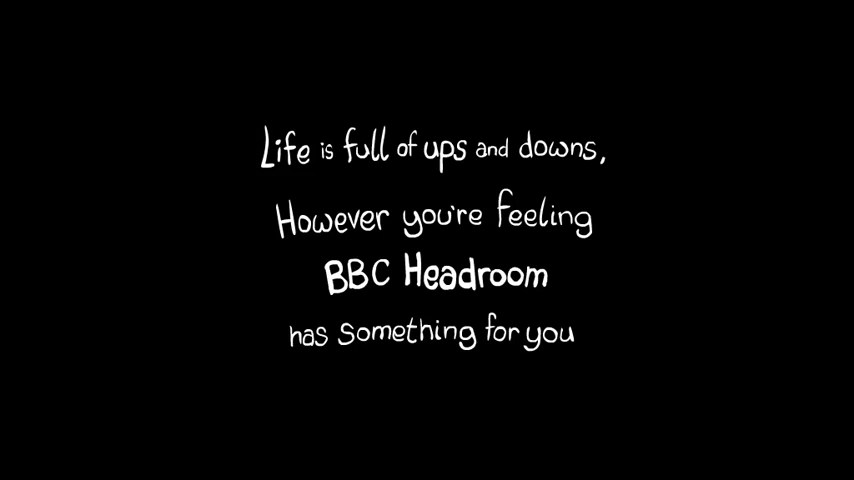 Life is full of ups and downs,
However you're feeling
BBC Headroom
has something for you